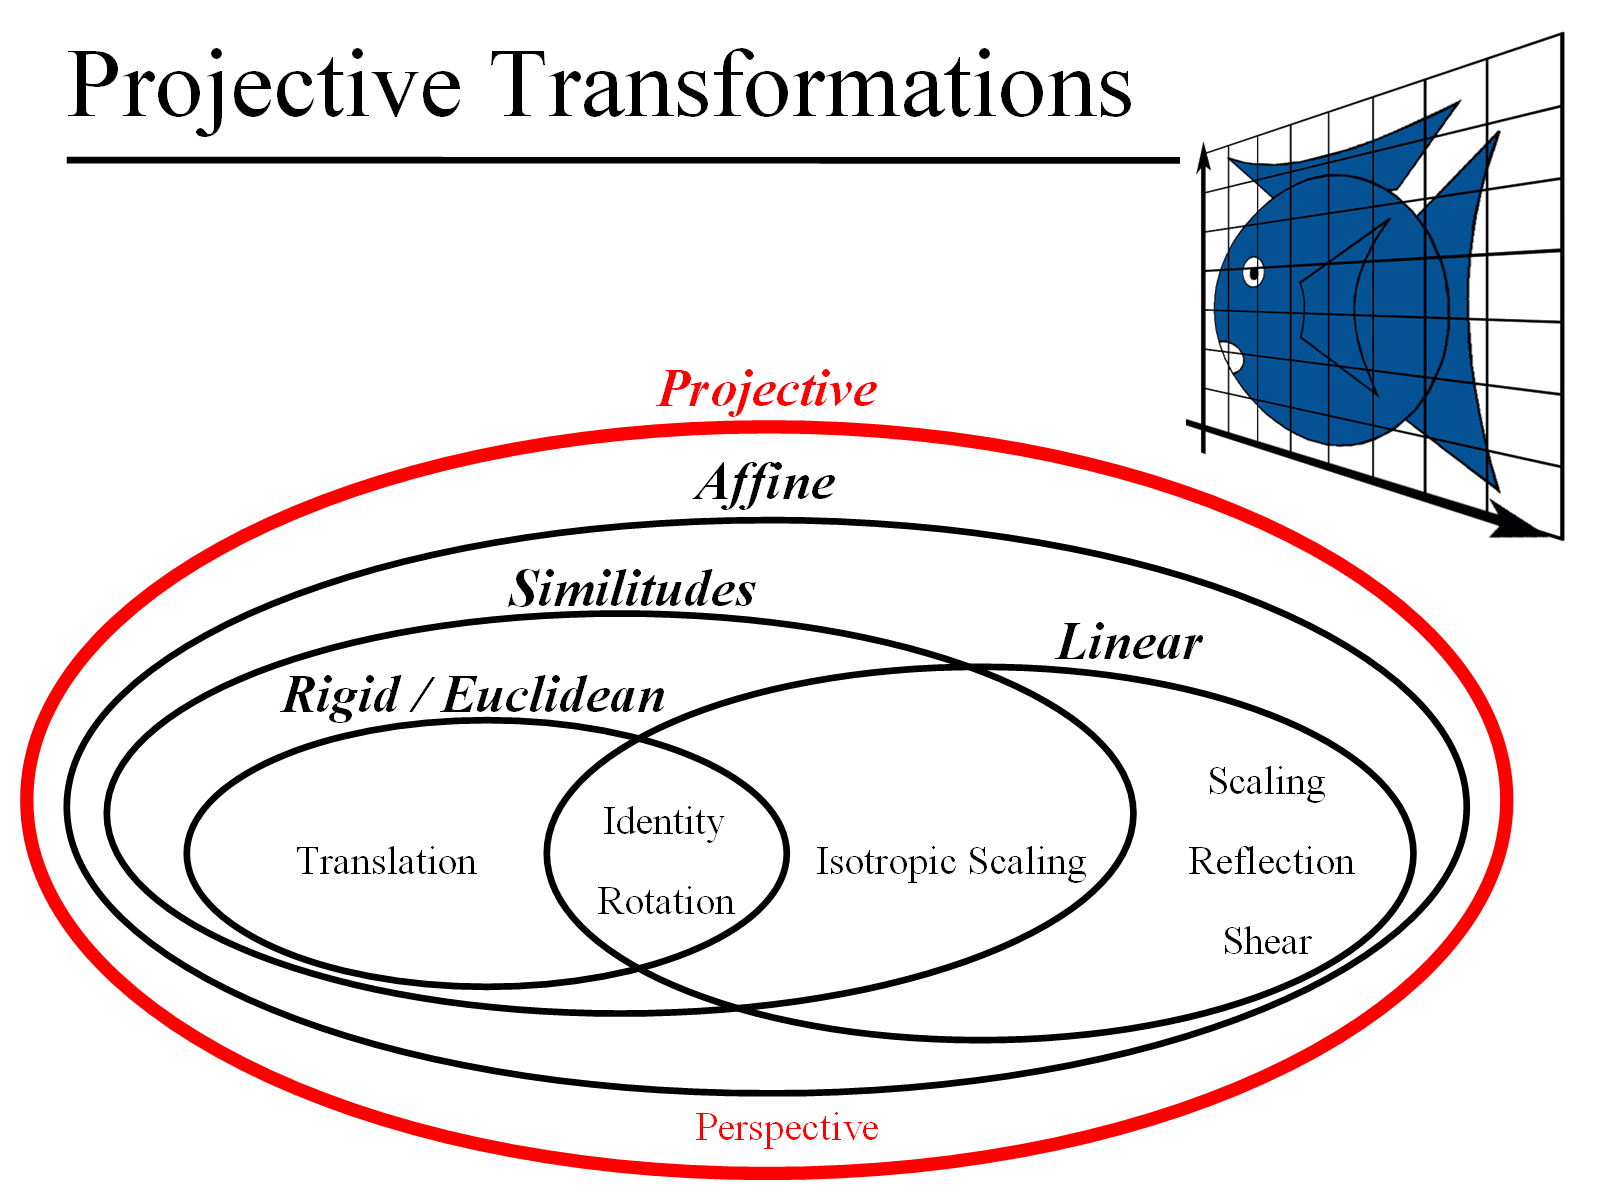 Projective Transformations
Projective
Affine
Similitudes
Linear
Rigid / Euclidean
Scaling
Identity
Translation
Isotropic Scaling
Reflection
Rotation
Shear
Perspective